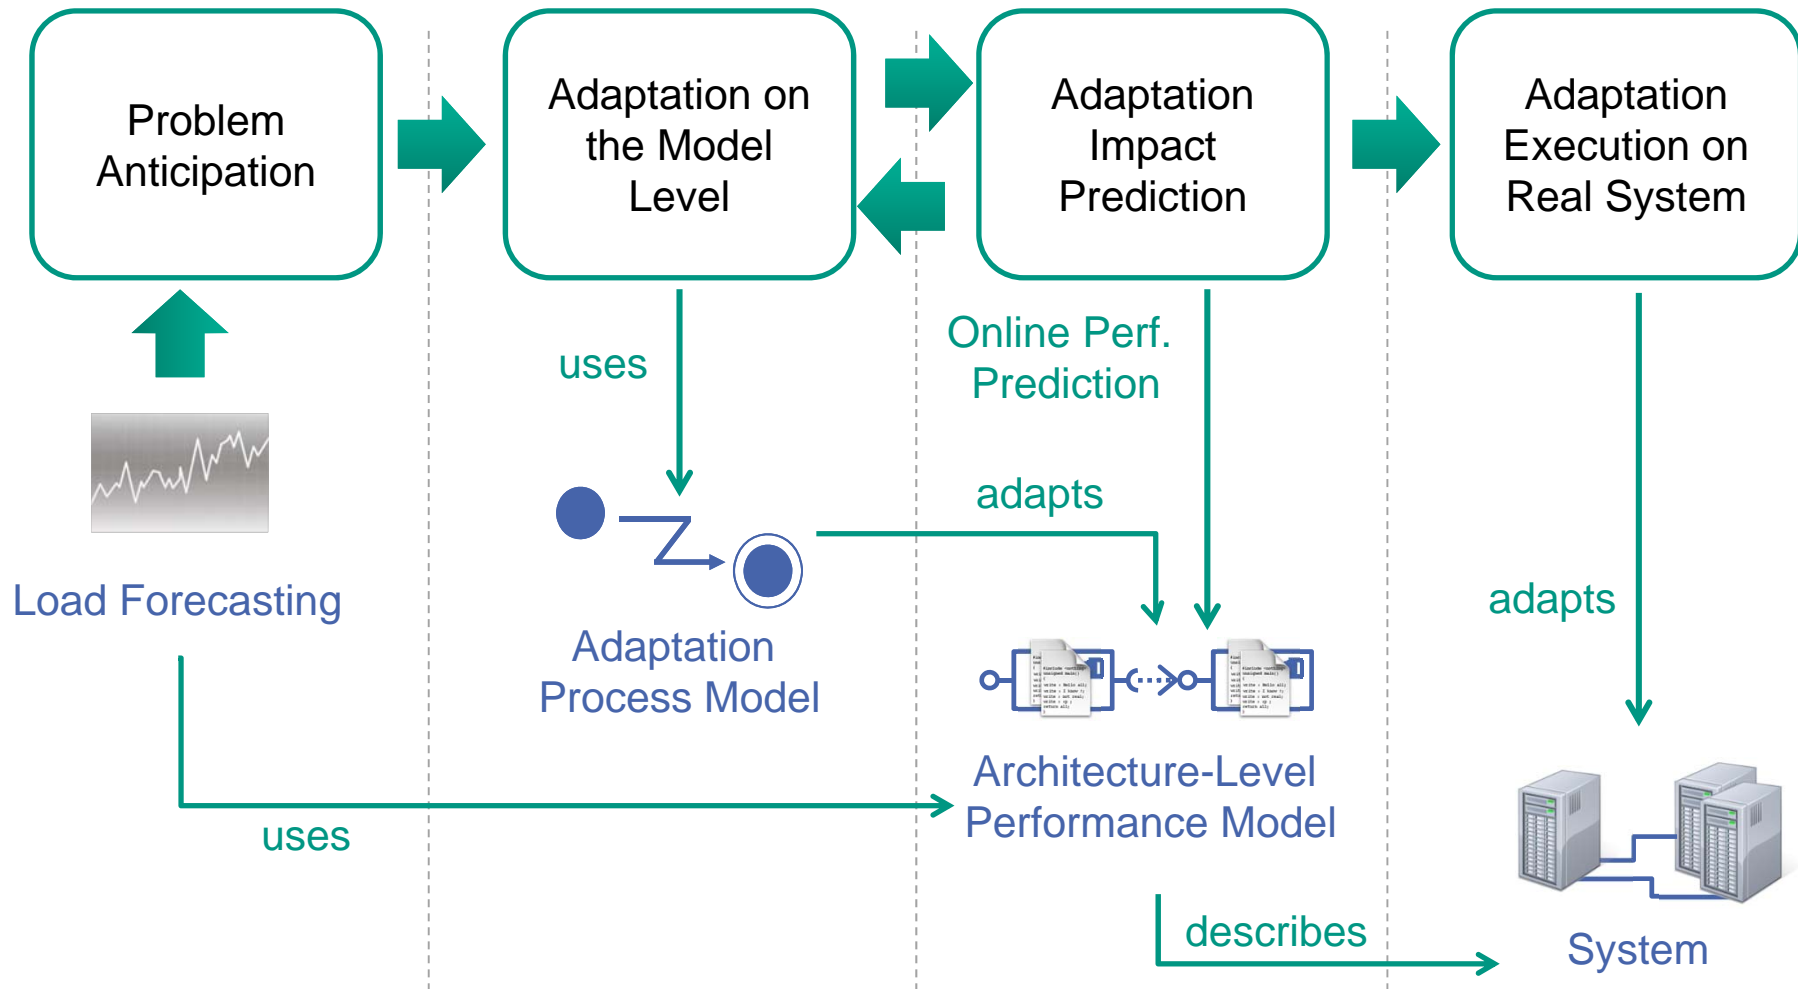 Problem
Anticipation
Adaptation on
the Model
Level
Adaptation
Impact
Prediction
Adaptation
Execution on
Real System
uses
Online Perf.
Prediction
adapts
adapts
Load Forecasting
Adaptation
Process Model
Architecture-Level
Performance Model
uses
describes
System